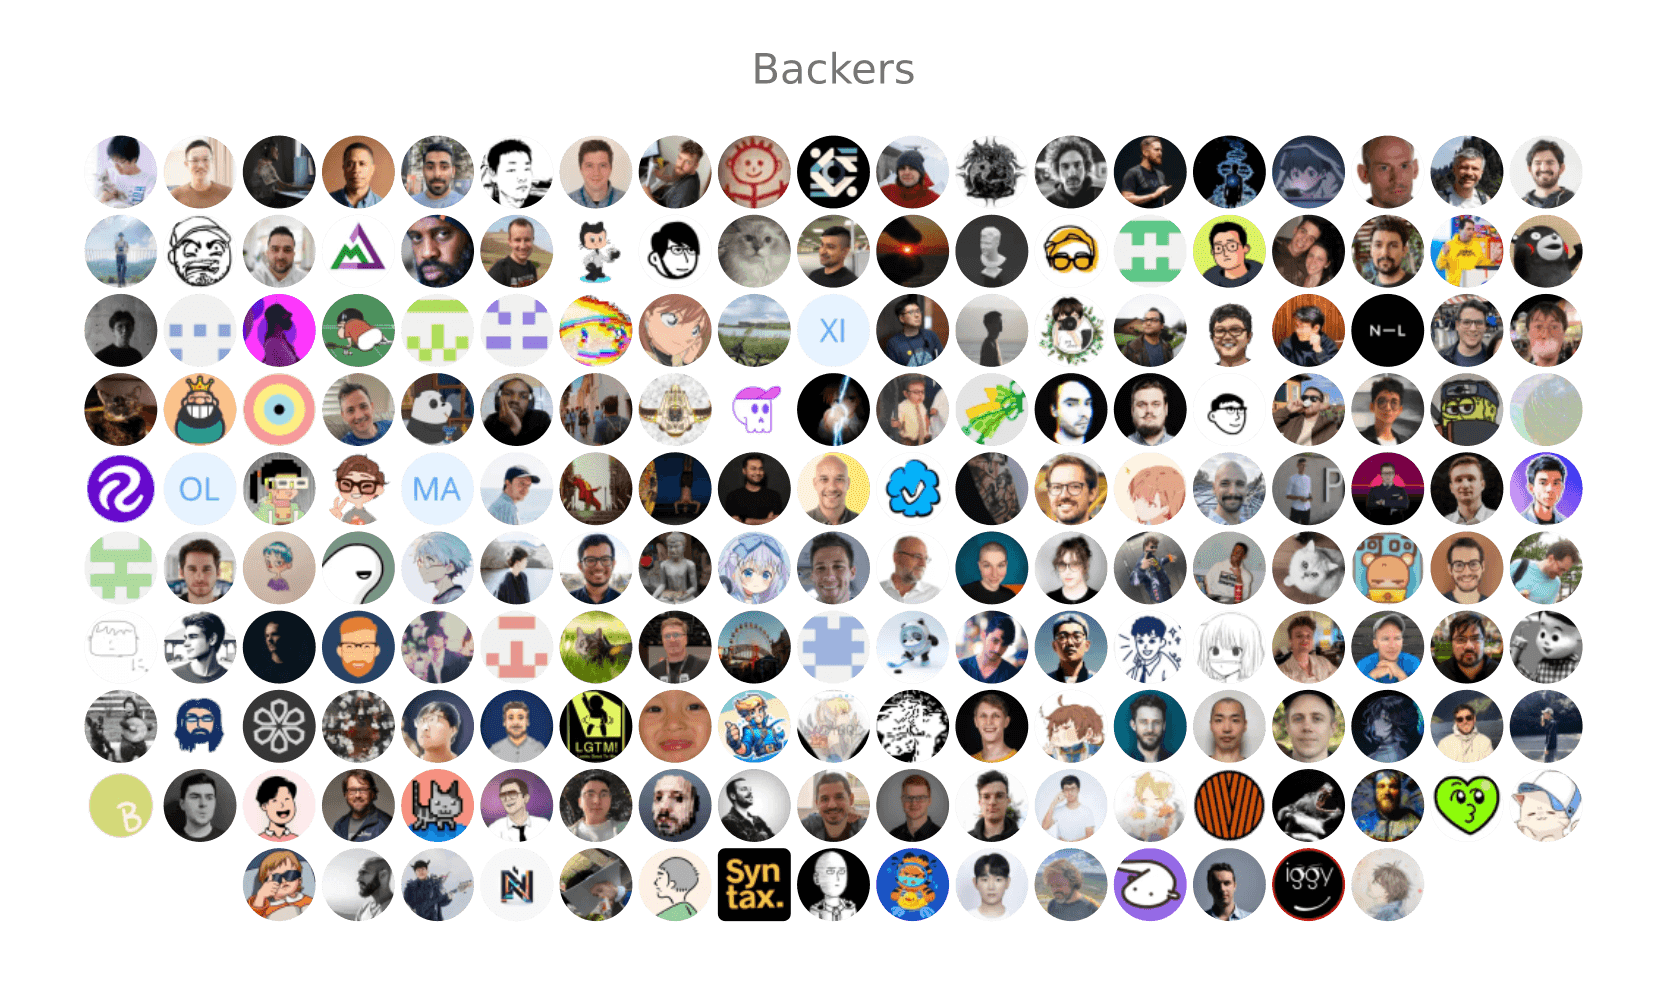 Backers
XI
N—L
OL
MA
P
LGTM!
B
Syn
tax.
N
iggy